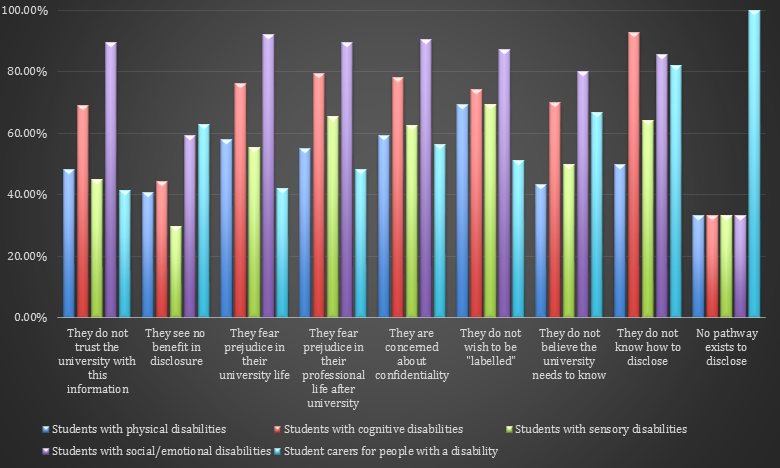 100.00%
80.00%
60.00%
40.00%
20.00%
0.00%
They do not
trust the
university with
this
information
They see no
benefit in
disclosure
They fear
prejudice in
their
university life
They fear
prejudice in
their
professional
life after
university
They are
concerned
about
confidentiality
They do not
wish to be
"labelled"
They do not
believe the
university
needs to know
They do not
know how to
disclose
No pathway
exists to
disclose
Students with physical disabilities
Students with cognitive disabilities
Students with sensory disabilities
Students with social/emotional disabilities
Student carers for people with a disability